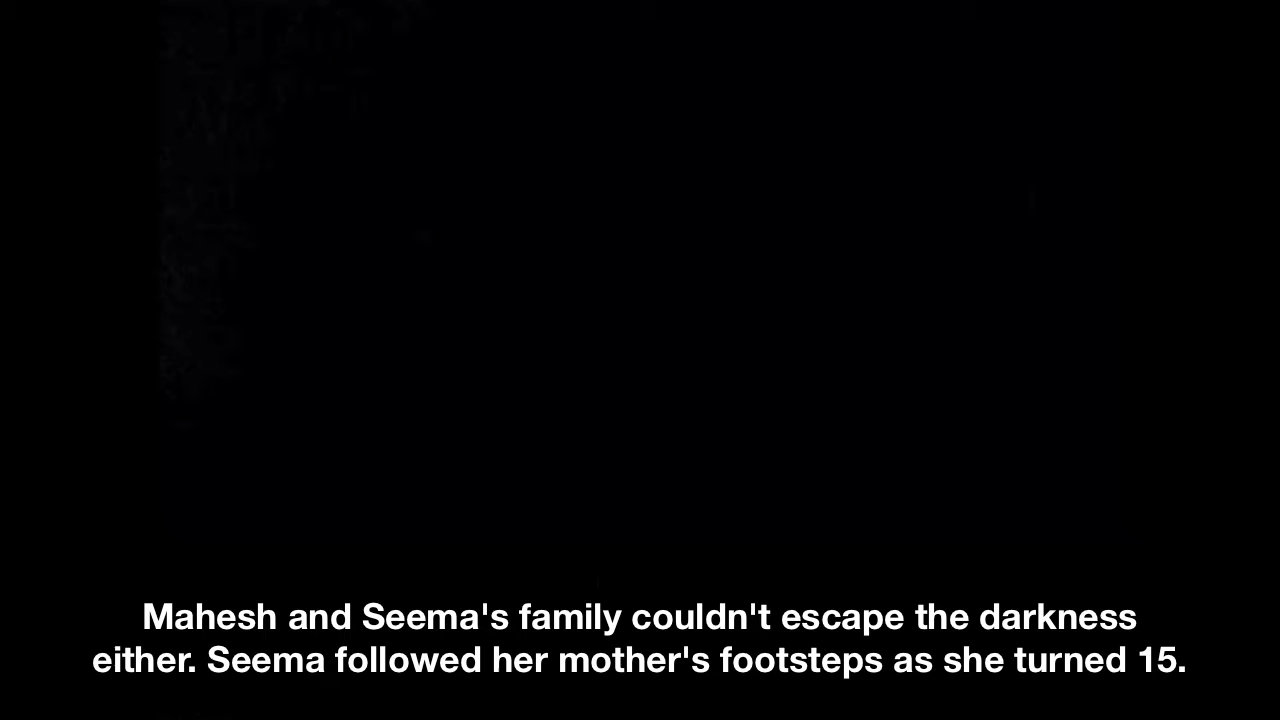 Mahesh and Seema's family couldn't escape the darkness
either. Seema followed her mother's footsteps as she turned 15.